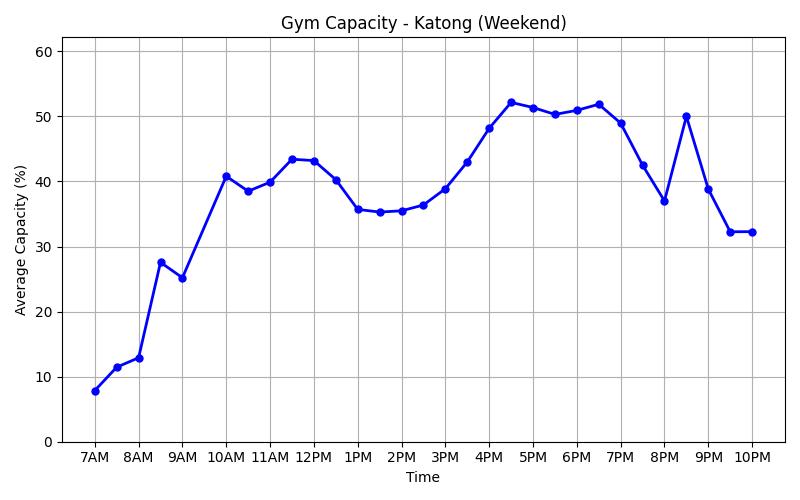 Gym Capacity - Katong (Weekend)
Average Capacity (%)
60
50
40
30
20
10
0
7AM 8AM 9AM 10AM 11AM 12PM 1PM 2PM 3PM 4PM 5PM 6PM 7PM 8PM 9PM 10PM
Time